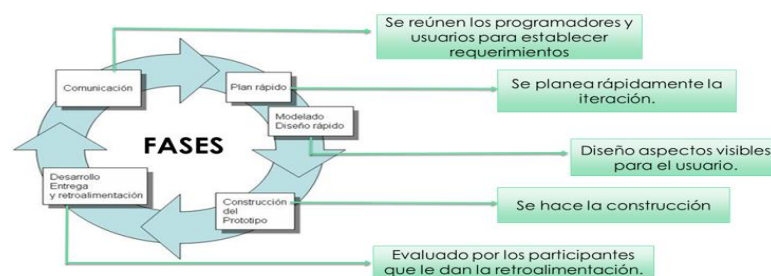 Se reúnen los programadores y
usuarios para establecer
requerimientos
Comunicación
Plan rápido
Se planea rápidamente la
iteración.
Modelado
Diseño rápido
FASES
Diseño aspectos visibles
para el usuario.
Desarrollo
Entrega
y retroalimentación
Construcción
del
Prototipo
Se hace la construcción
Evaluado por los participantes
que le dan la retroalimentación.